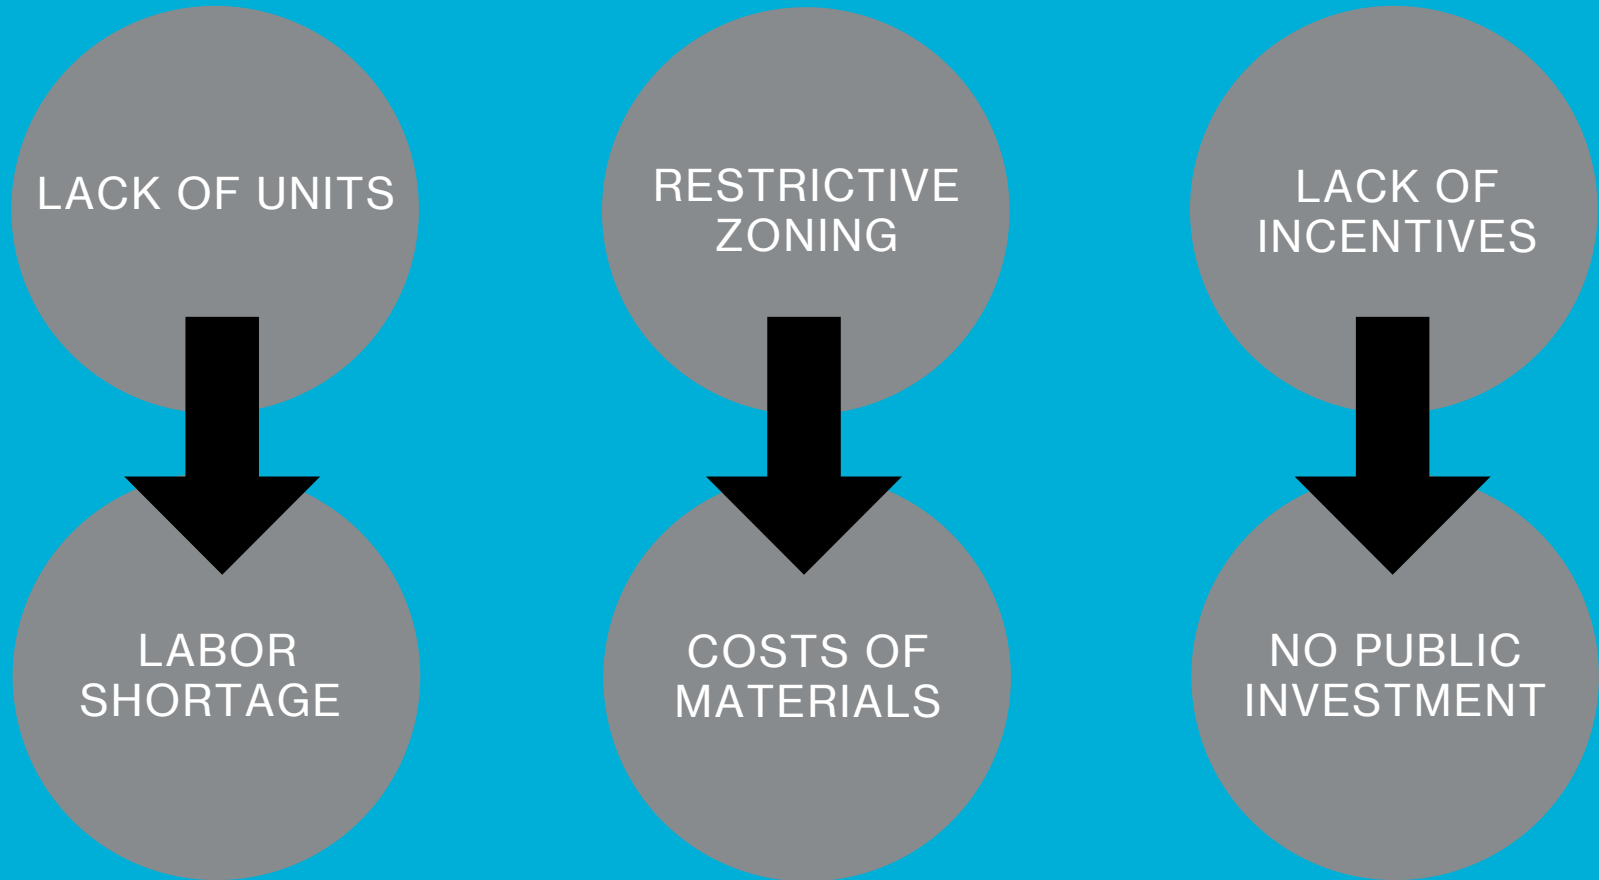 LACK OF UNITS
RESTRICTIVE
ZONING
LACK OF
INCENTIVES
LABOR
SHORTAGE
COSTS OF
MATERIALS
NO PUBLIC
INVESTMENT